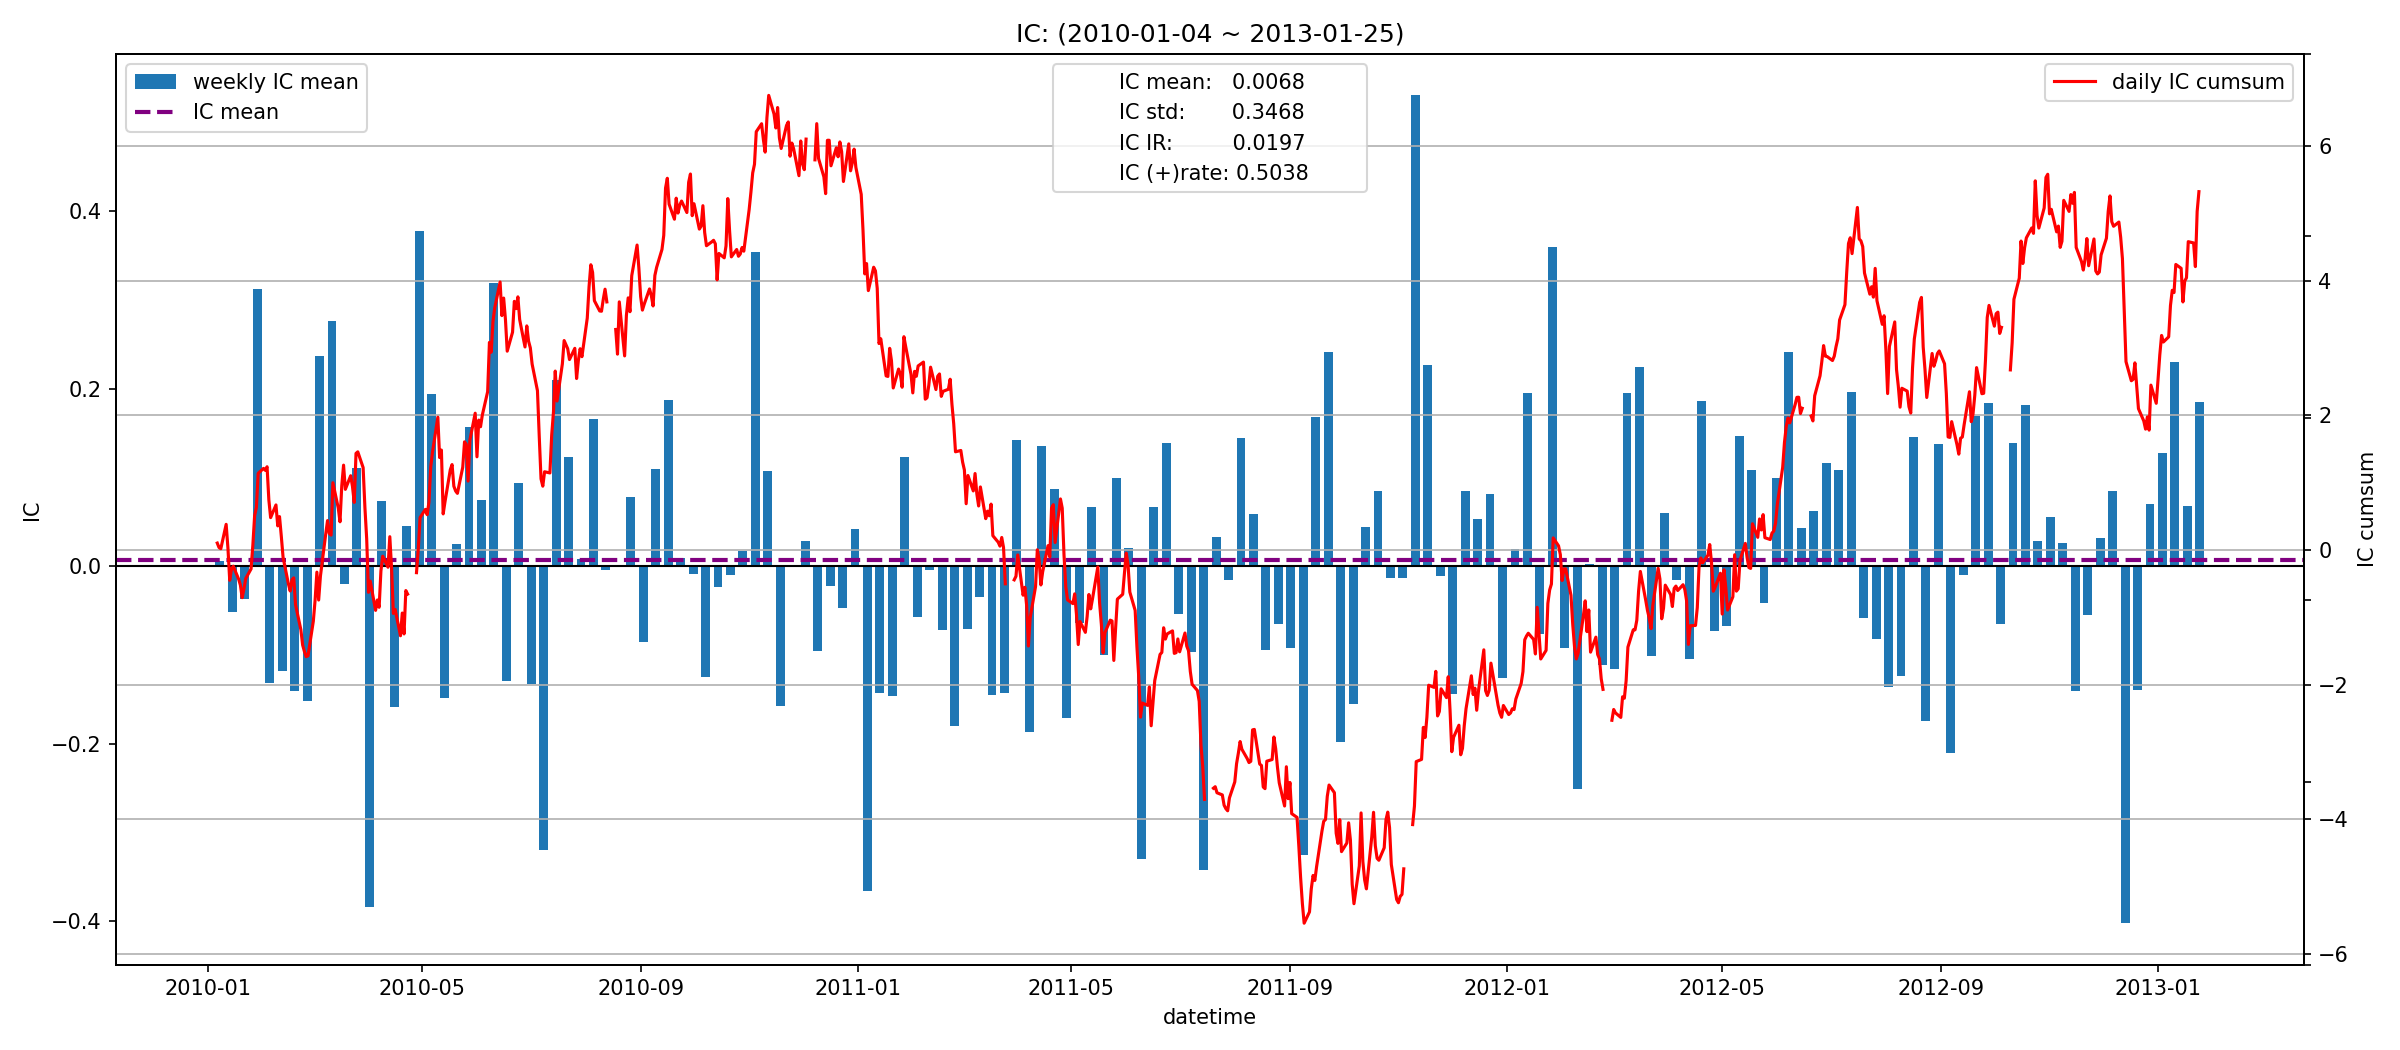 IC: (2010-01-04 ~ 2013-01-25)
weekly IC mean
IC mean
IC mean: 0.0068
IC std: 0.3468
IC IR: 0.0197
IC (+)rate: 0.5038
daily IC cumsum
0.4
0.2
0.0
−0.2
−0.4
IC
6
4
2
0
−2
−4
−6
IC cumsum
2010-01
2010-05
2010-09
2011-01
2011-05
2011-09
2012-01
2012-05
2012-09
2013-01
datetime